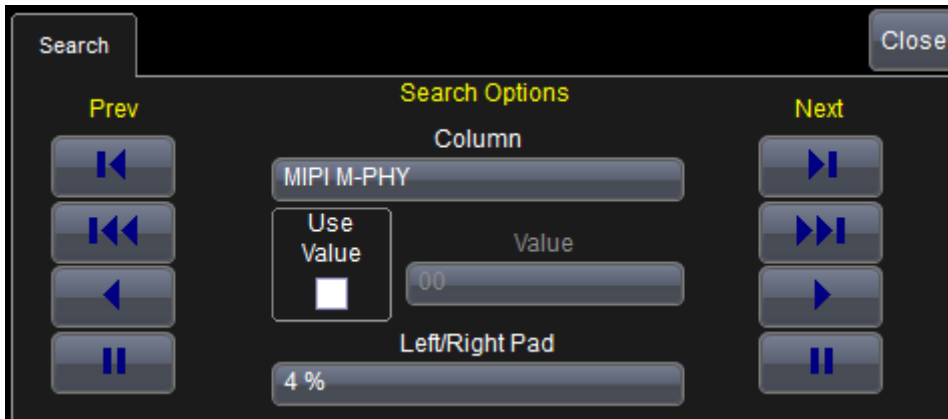 Search
Close
Prev
Search Options
Next
Column
MIPI M-PHY
Use
Value
Value
00
Left/Right Pad
4 %